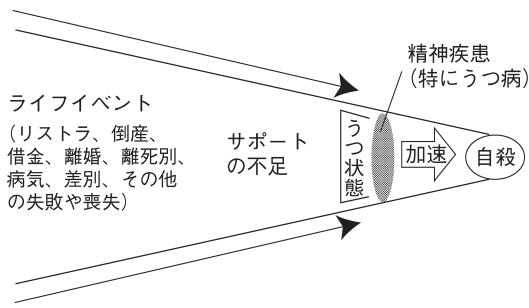 精神疾患
（特にうつ病）
ライフイベント
（リストラ、倒産、
借金、離婚、離死別、
病気、差別、その他
の失敗や喪失）
サポート
の不足
うつ状態
加速
自殺